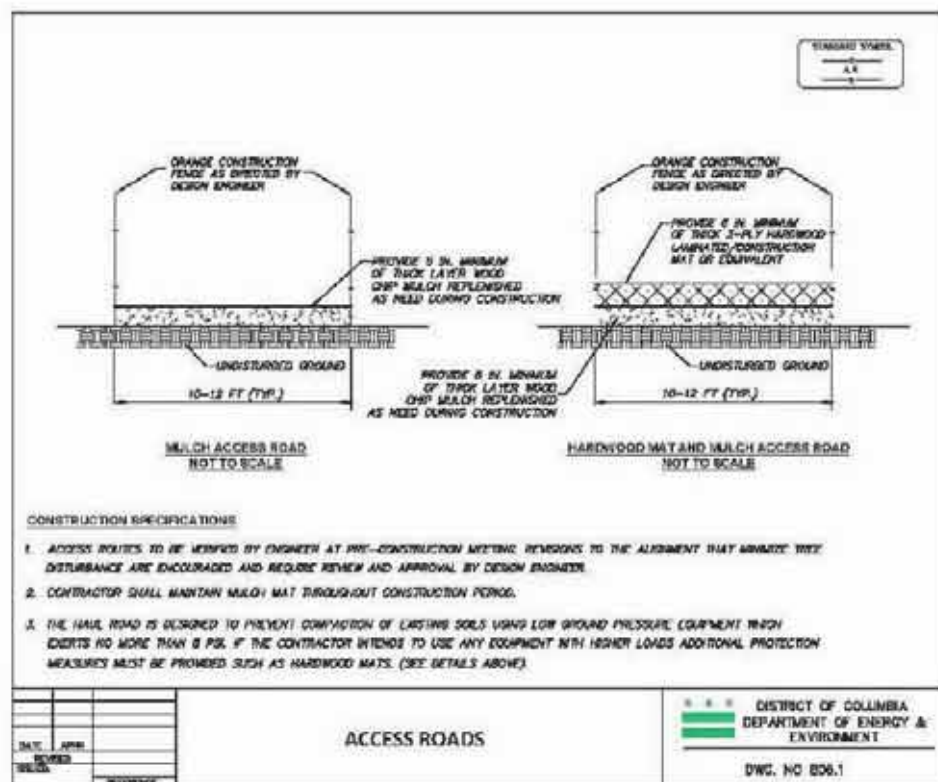 STANDARD SYMBOL
ORANGE CONSTRUCTION
FENCE AS DIRECTED BY
DESIGN ENGINEER
PROVIDE 6 IN. MINIMUM
OF THICK LAYER WOOD
CHIP MULCH REPLENISHED
AS NEED DURING CONSTRUCTION
UNDISTURBED GROUND
10-12 FT (TYP.)
MULCH ACCESS ROAD
NOT TO SCALE
ORANGE CONSTRUCTION
FENCE AS DIRECTED BY
DESIGN ENGINEER
PROVIDE 6 IN. MINIMUM
OF THICK 3-PLY HARDWOOD
LAMINATED/CONSTRUCTION
MAT OR EQUIVALENT
UNDISTURBED GROUND
PROVIDE 6 IN. MINIMUM
OF THICK LAYER WOOD
CHIP MULCH REPLENISHED
AS NEED DURING CONSTRUCTION
10-12 FT (TYP.)
HARDWOOD MAT AND MULCH ACCESS ROAD
NOT TO SCALE
CONSTRUCTION SPECIFICATIONS
1. ACCESS ROUTES TO BE VERIFIED BY ENGINEER AT PRE-CONSTRUCTION MEETING. REVISIONS TO THE ALIGNMENT THAT MINIMIZE TREE
DISTURBANCE ARE ENCOURAGED AND REQUIRE REVIEW AND APPROVAL BY DESIGN ENGINEER.
2. CONTRACTOR SHALL MAINTAIN MULCH MAT THROUGHOUT CONSTRUCTION PERIOD.
3. THE HAUL ROAD IS DESIGNED TO PREVENT COMPACTION OF EXISTING SOILS USING LOW GROUND PRESSURE EQUIPMENT WHICH
EXERTS NO MORE THAN PSI. IF THE CONTRACTOR INTENDS TO USE ANY EQUIPMENT WITH HIGHER LOADS ADDITIONAL PROTECTION
MEASURES MUST BE PROVIDED SUCH AS HARDWOOD MATS. (SEE DETAILS ABOVE).
DATE
REVISED
ACCESS ROADS
DISTRICT OF COLUMBIA
DEPARTMENT OF ENERGY &
ENVIRONMENT
DWG. NO 806.1